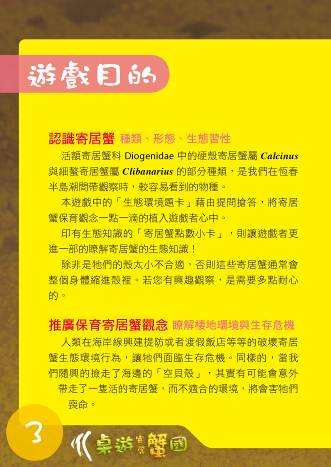 遊戲目的
認識寄居蟹 種類、形態、生態習性
活額寄居蟹科 Diogenidae 中的硬殼寄居蟹屬 Calcinus
與細螯寄居蟹屬 Clibanarius 的部分種類，是我們在恆春
半島潮間帶觀察時，較容易看到的物種。
本遊戲中的「生態環境題卡」藉由提問搶答，將寄居
蟹保育觀念一點一滴的植入遊戲者心中。
印有生態知識的「寄居蟹點數小卡」，則讓遊戲者更
進一部的瞭解寄居蟹的生態知識！
除非是牠們的殼太小不合適，否則這些寄居蟹通常會
整個身體縮進殼裡。若您有興趣觀察，是需要多點耐心
的。
推廣保育寄居蟹觀念 瞭解棲地環境與生存危機
人類在海岸線興建提防或者渡假飯店等等的破壞寄居
蟹生態環境行為，讓牠們面臨生存危機。同樣的，當我
們隨興的撿走了海邊的「空貝殼」，其實有可能會意外
帶走了一隻活的寄居蟹，而不適合的環境，將會害牠們
喪命。
3
桌遊寄居蟹國